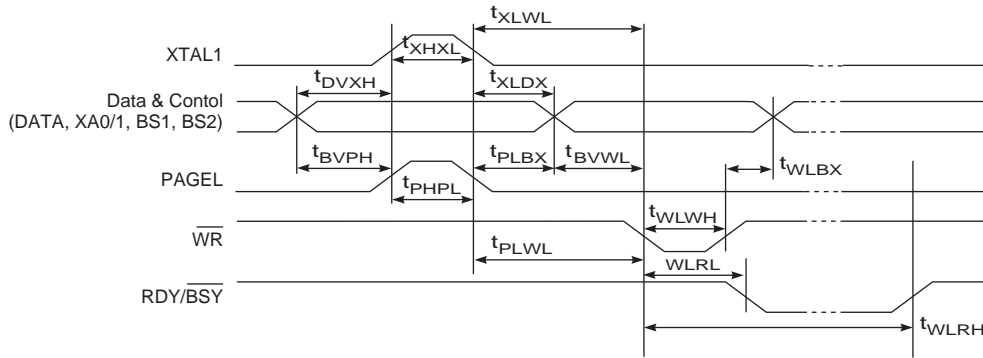 tXLWL
XTAL1
tXHXL
tDVXH
tXLDX
Data & Contol
(DATA, XA0/1, BS1, BS2)
tBVPH
tPLBX
tBVWL
tWLBX
PAGEL
tPHPL
tWLWH
WR
tPLWL
WLRL
RDY/BSY
tWLRH